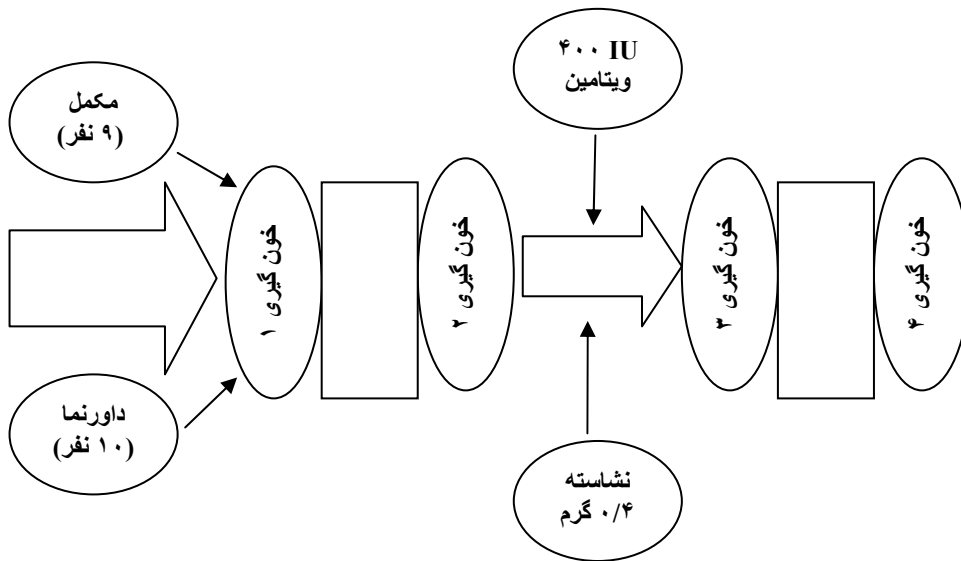 ۴۰۰ IU
ویتامین
مکمل
(۹ نفر)
خون گیری ۱
خون گیری ۲
خون گیری ۳
خون گیری ۴
داورنما
(۱۰ نفر)
نشاسته
۰/۴ گرم